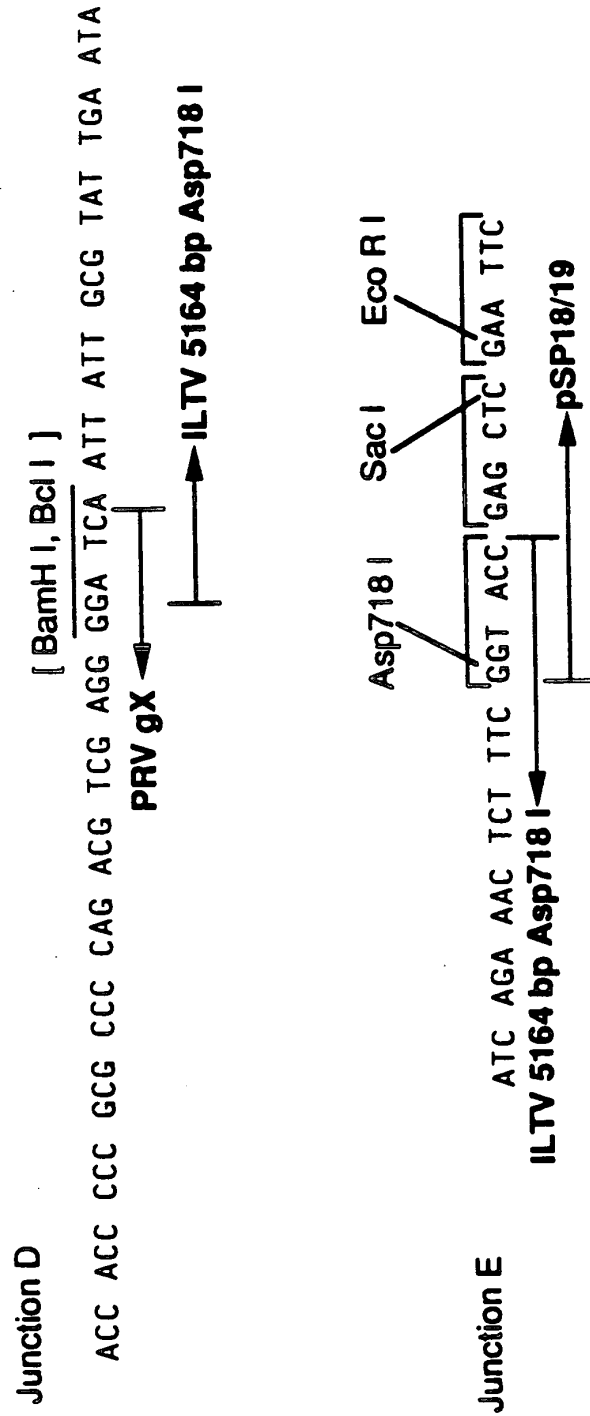 Junction D
[ BamH I, Bcl I ]
ACC ACC CCC GCG CCC CAG ACG TCG AGG GGA TCA ATT ATT GCG TAT TGA ATA
PRV gX
ILTV 5164 bp Asp718 I
Junction E
Asp718 I
Sac I
Eco R I
ATC AGA AAC TCT TTC GGT ACC GAG CTC GAA TTC
ILTV 5164 bp Asp718 I
pSP18/19